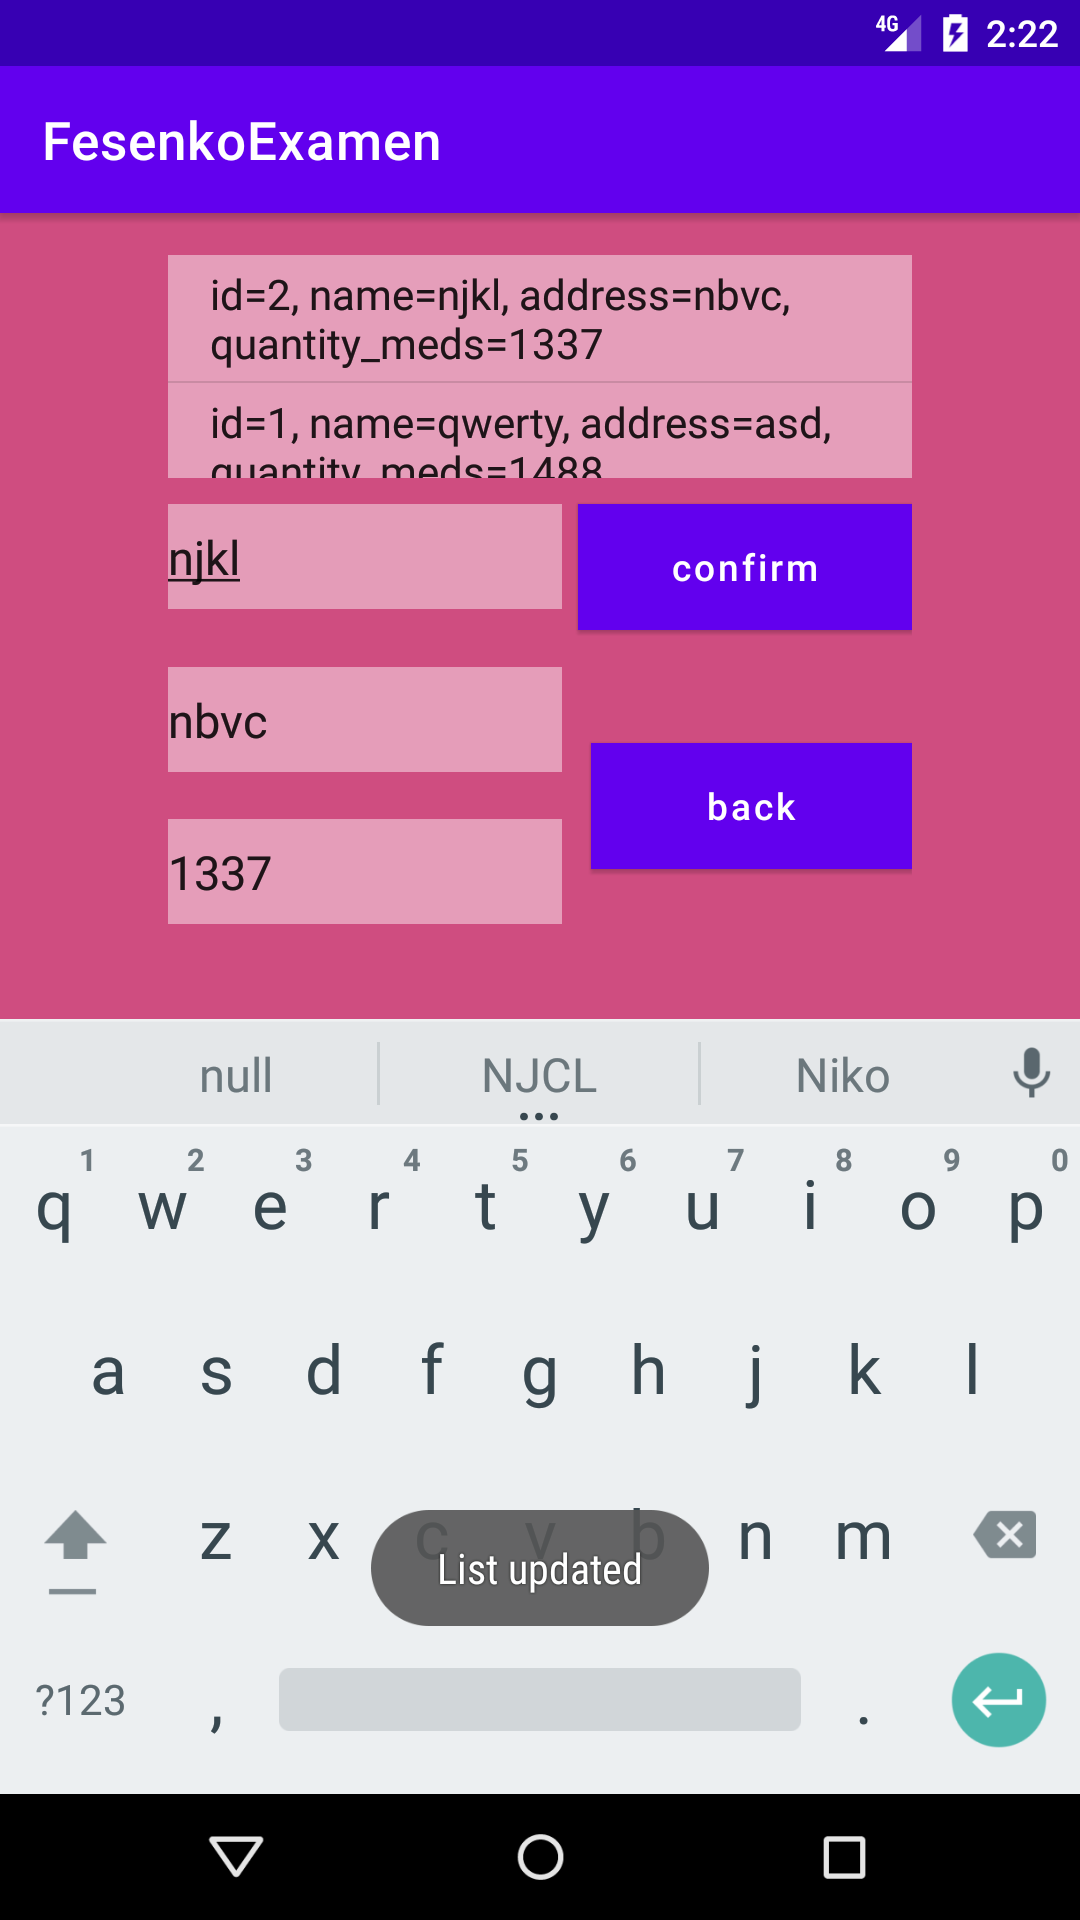 4G 2:22
FesenkoExamen
id=2, name=njkl, address=nbvc,
quantity_meds=1337
id=1, name=qwerty, address=asd,
quantity_meds=1488
njkl
confirm
nbvc
back
1337
null NJCL Niko
1 2 3 4 5 6 7 8 9 0
q w e r t y u i o p
a s d f g h j k l
z x c v b n m
List updated
?123 , .